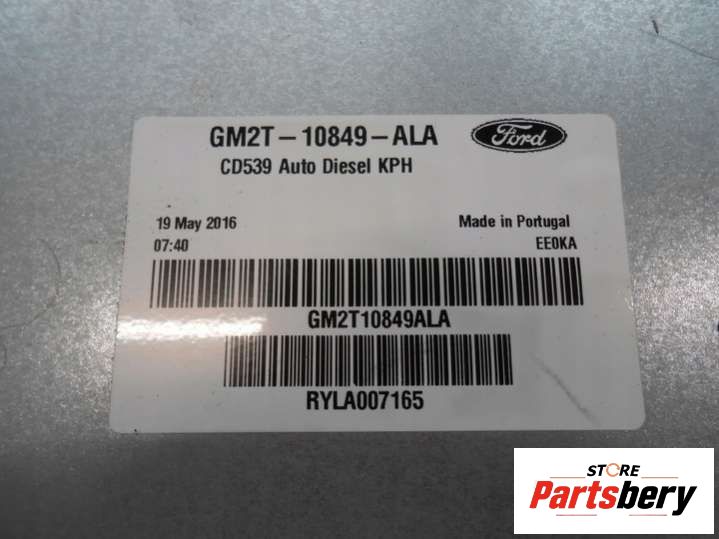 GM2T-10849-ALA
Ford
CD539 Auto Diesel KPH
19 May 2016
Made in Portugal
07:40
EE0KA
GM2T10849ALA
RYLA007165
STORE
Partsbery